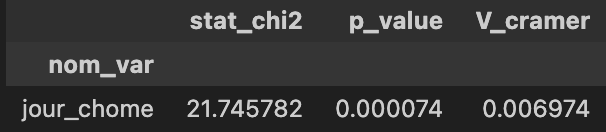 stat_chi2 p_value V_cramer
nom_var
jour_chome 21.745782 0.000074 0.006974